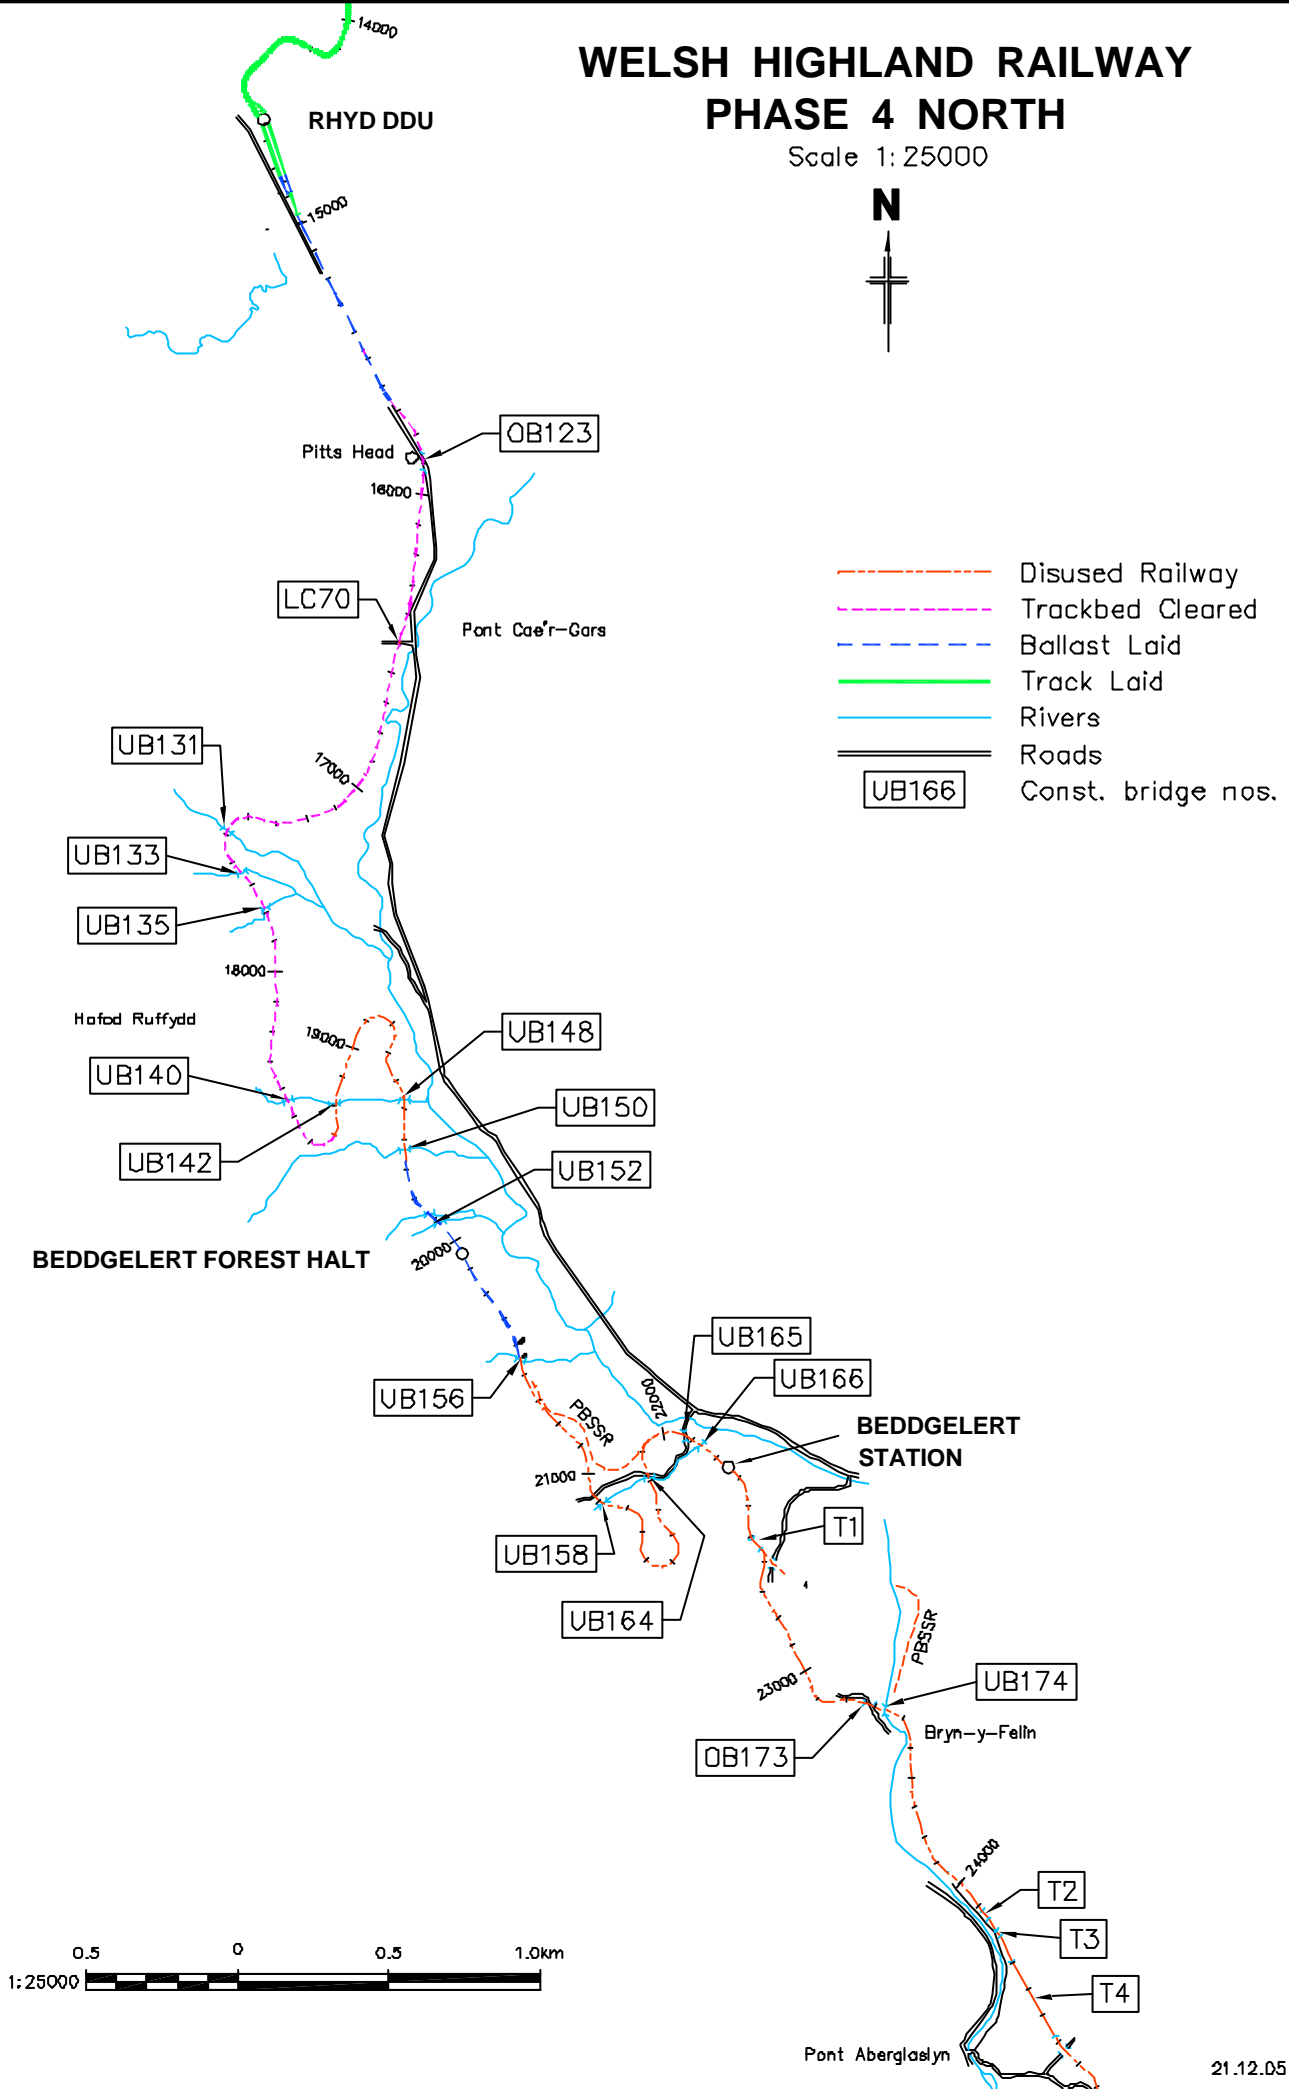 14000
WELSH HIGHLAND RAILWAY
PHASE 4 NORTH
Scale 1:25000
N
RHYD DDU
15000
OB123
Pitts Head
16000
LC70
Pont Cae'r-Gars
Disused Railway
Trackbed Cleared
Ballast Laid
Track Laid
Rivers
Roads
UB166 Const. bridge nos.
UB131
17000
UB133
UB135
18000
Hafod Ruffydd
19000
UB148
UB140
UB150
UB142
UB152
BEDDGELERT FOREST HALT
20000
UB165
UB166
UB156
22000
PBSSR
BEDDGELERT
STATION
21000
T1
UB158
UB164
PBSSR
23000
UB174
Bryn-y-Felin
OB173
24000
T2
T3
T4
0.5 0 0.5 1.0km
1:25000
Pont Aberglaslyn
21.12.05